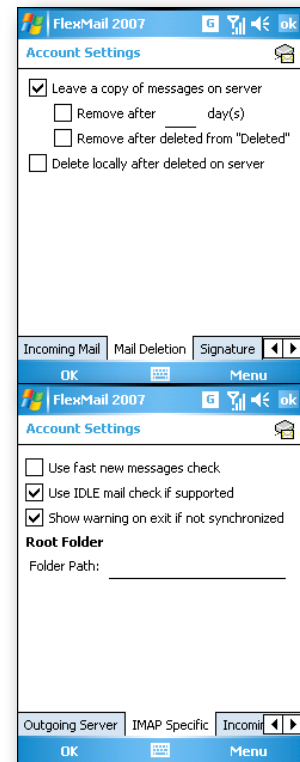 FlexMail 2007 G ok
Account Settings
Leave a copy of messages on server
Remove after ____ day(s)
Remove after deleted from "Deleted"
Delete locally after deleted on server
Incoming Mail Mail Deletion Signature
OK Menu
FlexMail 2007 G ok
Account Settings
Use fast new messages check
Use IDLE mail check if supported
Show warning on exit if not synchronized
Root Folder
Folder Path:
Outgoing Server IMAP Specific Incomin
OK Menu